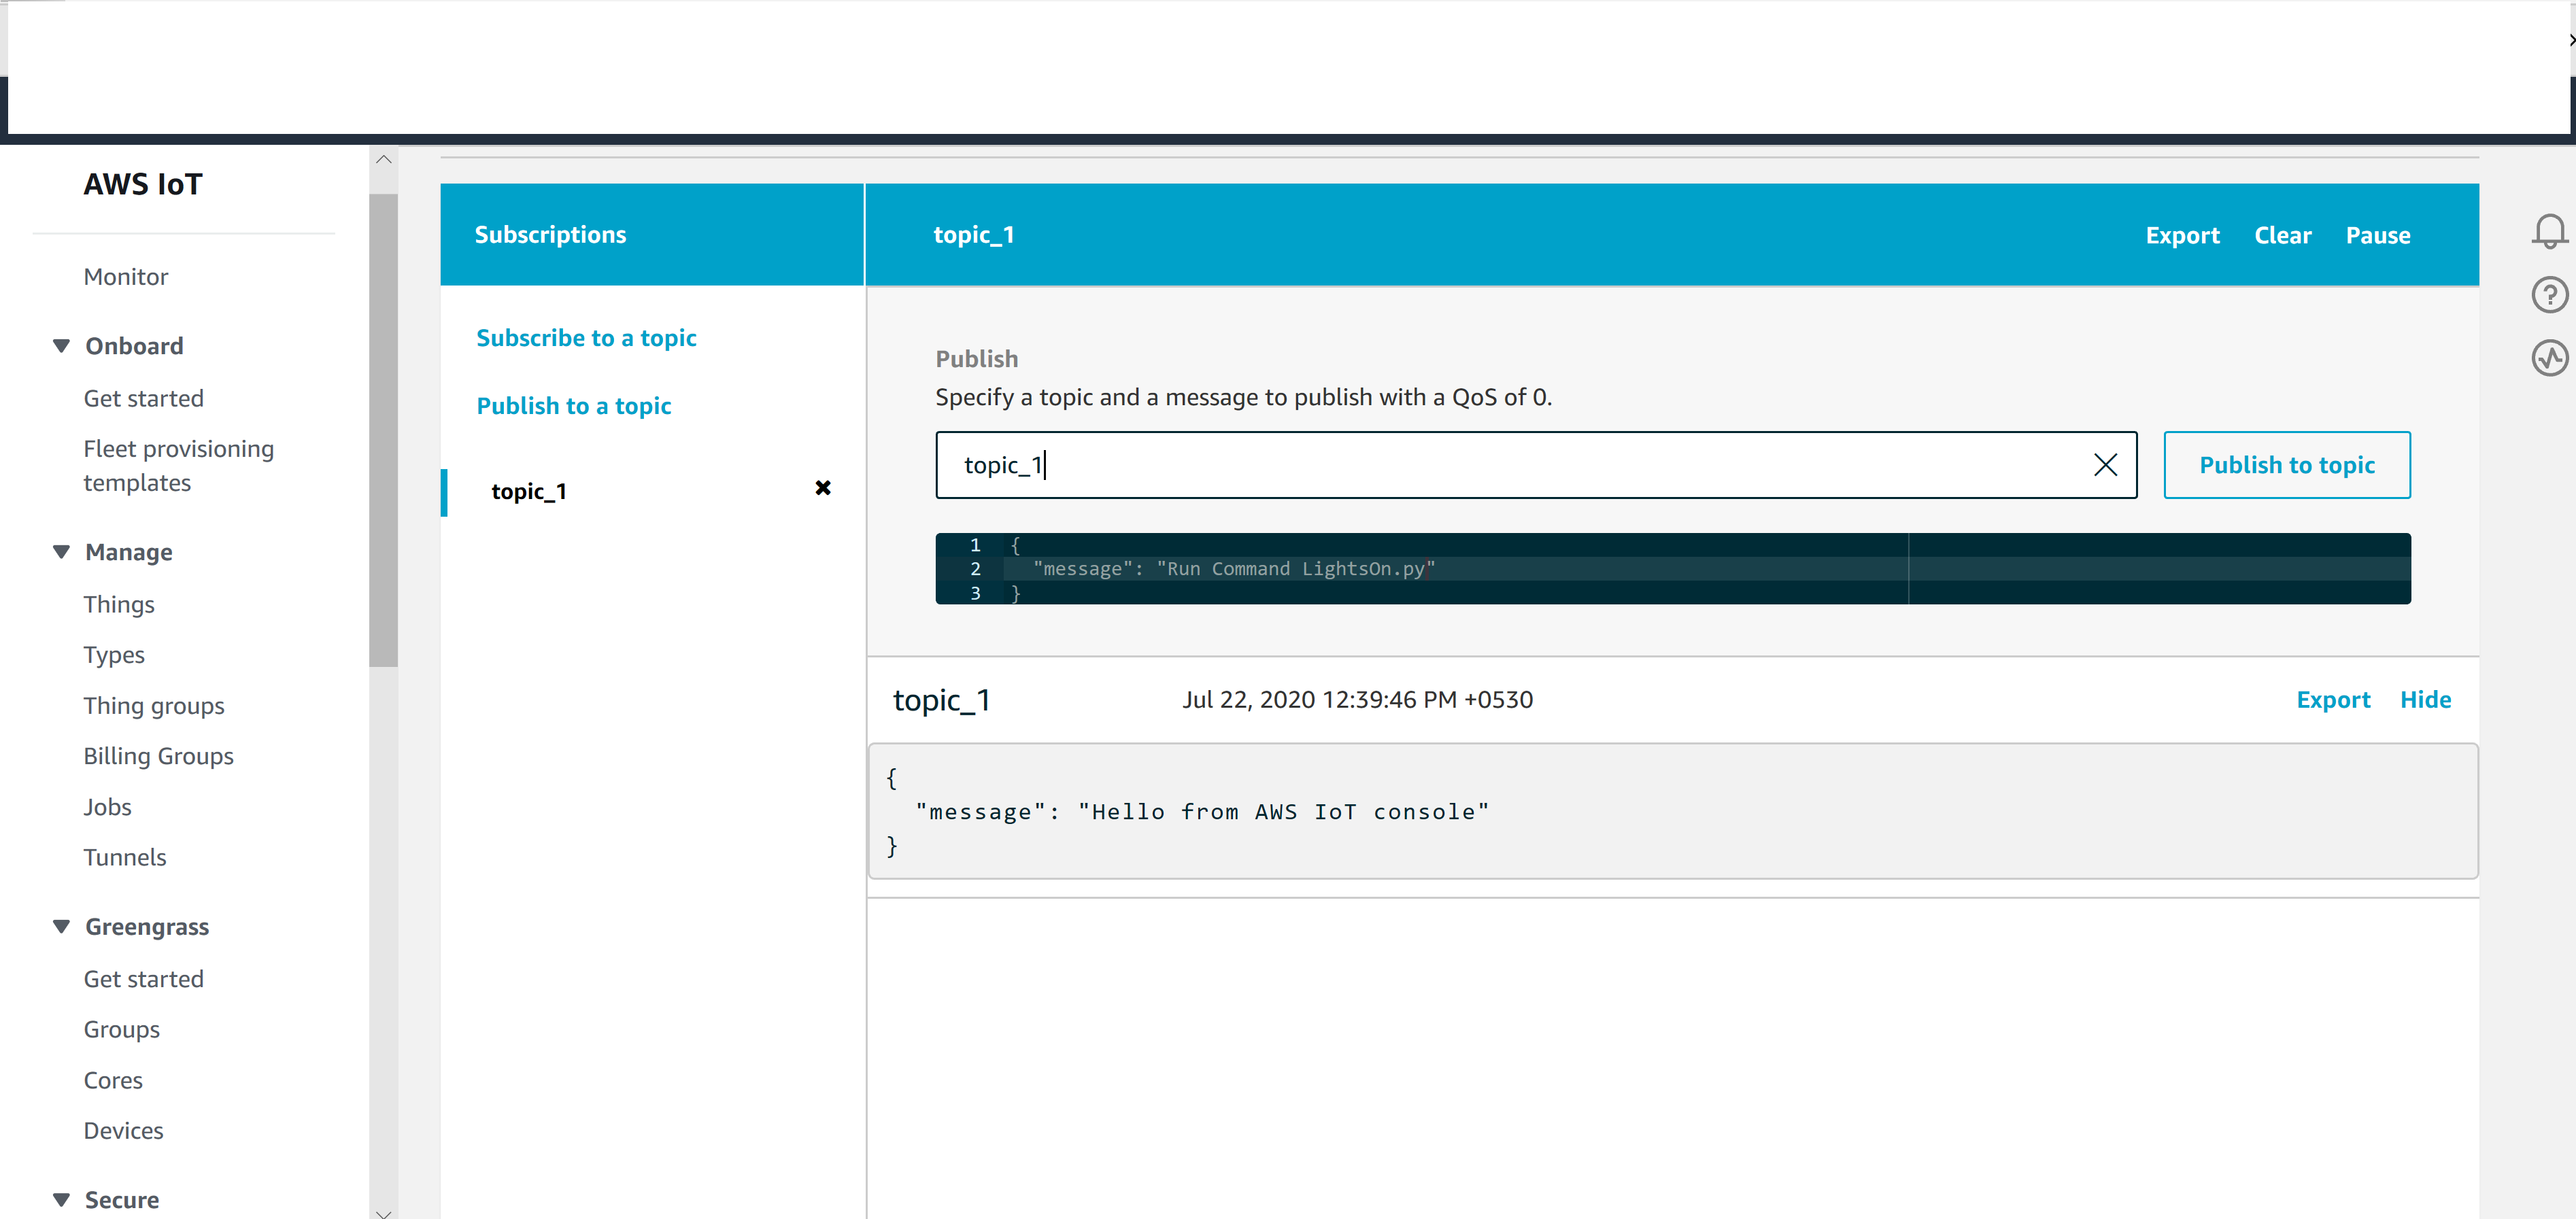 AWS IoT
Monitor
Onboard
Get started
Fleet provisioning
templates
Manage
Things
Types
Thing groups
Billing Groups
Jobs
Tunnels
Greengrass
Get started
Groups
Cores
Devices
Secure
Subscriptions
Subscribe to a topic
Publish to a topic
topic_1
topic_1
Export Clear Pause
Publish
Specify a topic and a message to publish with a QoS of 0.
topic_1
Publish to topic
1 {
2 "message": "Run Command LightsOn.py"
3 }
topic_1 Jul 22, 2020 12:39:46 PM +0530 Export Hide
{
"message": "Hello from AWS IoT console"
}